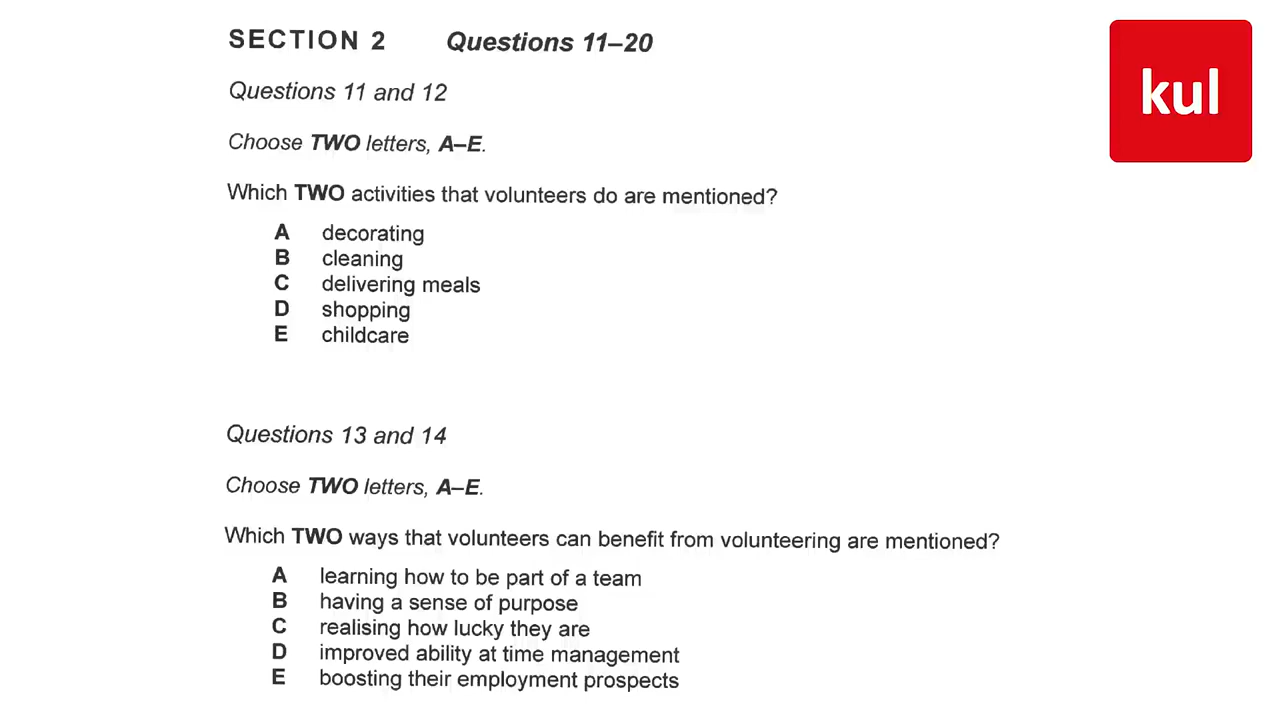 SECTION 2 Questions 11–20
kul
Questions 11 and 12
Choose TWO letters, A–E.
Which TWO activities that volunteers do are mentioned?
A decorating
B cleaning
C delivering meals
D shopping
E childcare
Questions 13 and 14
Choose TWO letters, A–E.
Which TWO ways that volunteers can benefit from volunteering are mentioned?
A learning how to be part of a team
B having a sense of purpose
C realising how lucky they are
D improved ability at time management
E boosting their employment prospects